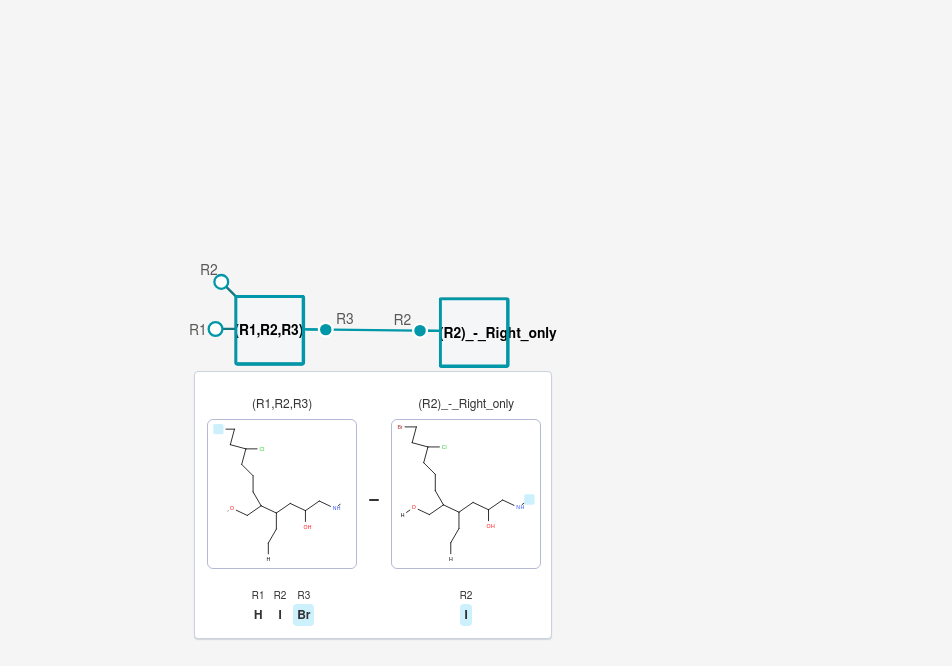 R2
R1
(R1,R2,R3)
R3
R2
(R2)_-_Right_only
(R1,R2,R3)
(R2)_-_Right_only
Cl
O
NH
OH
H
–
Br
Cl
O
H
NH
OH
H
R1 R2 R3
H I Br
R2
I